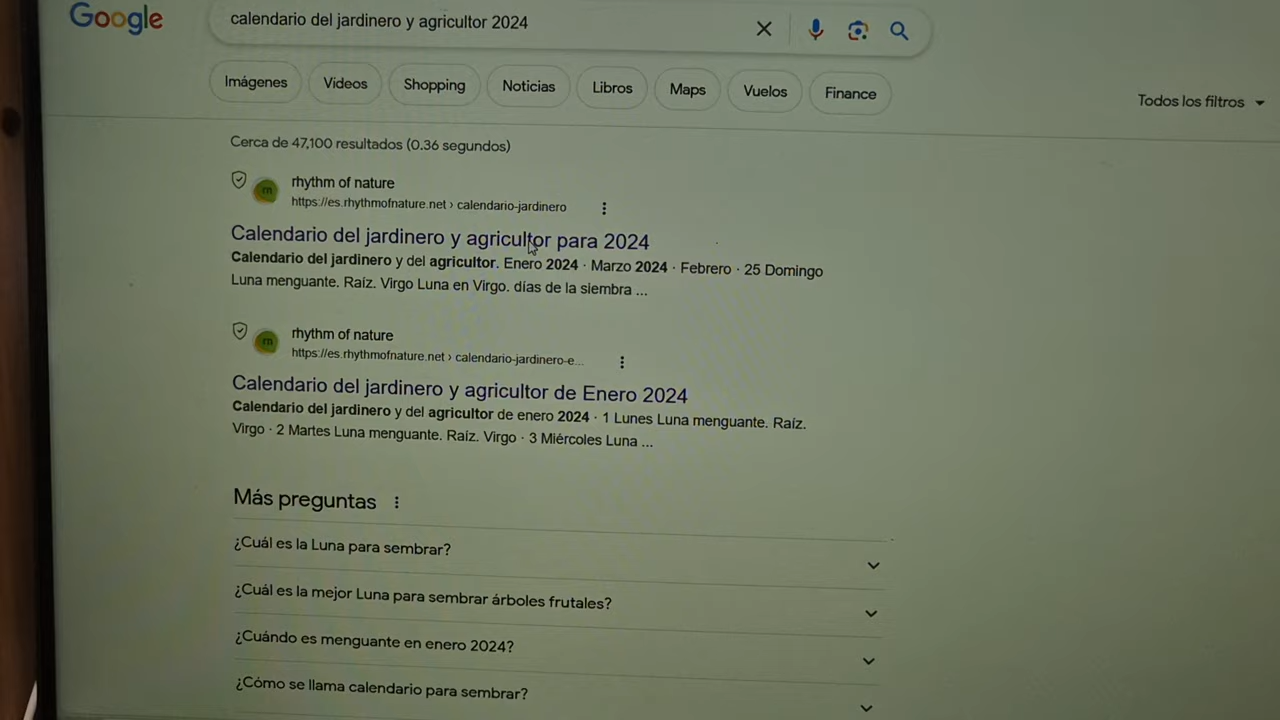 Google
calendario del jardinero y agricultor 2024
Imágenes Videos Shopping Noticias Libros Maps Vuelos Finance
Todos los filtros
Cerca de 47,100 resultados (0.36 segundos)
rhythm of nature
https://es.rhythmofnature.net › calendario-jardinero
Calendario del jardinero y agricultor para 2024
Calendario del jardinero y del agricultor. Enero 2024 · Marzo 2024 · Febrero · 25 Domingo
Luna menguante. Raíz. Virgo Luna en Virgo. días de la siembra ...
rhythm of nature
https://es.rhythmofnature.net › calendario-jardinero-e...
Calendario del jardinero y agricultor de Enero 2024
Calendario del jardinero y del agricultor de enero 2024 · 1 Lunes Luna menguante. Raíz.
Virgo · 2 Martes Luna menguante. Raíz. Virgo · 3 Miércoles Luna ...
Más preguntas
¿Cuál es la Luna para sembrar?
¿Cuál es la mejor Luna para sembrar árboles frutales?
¿Cuándo es menguante en enero 2024?
¿Cómo se llama calendario para sembrar?